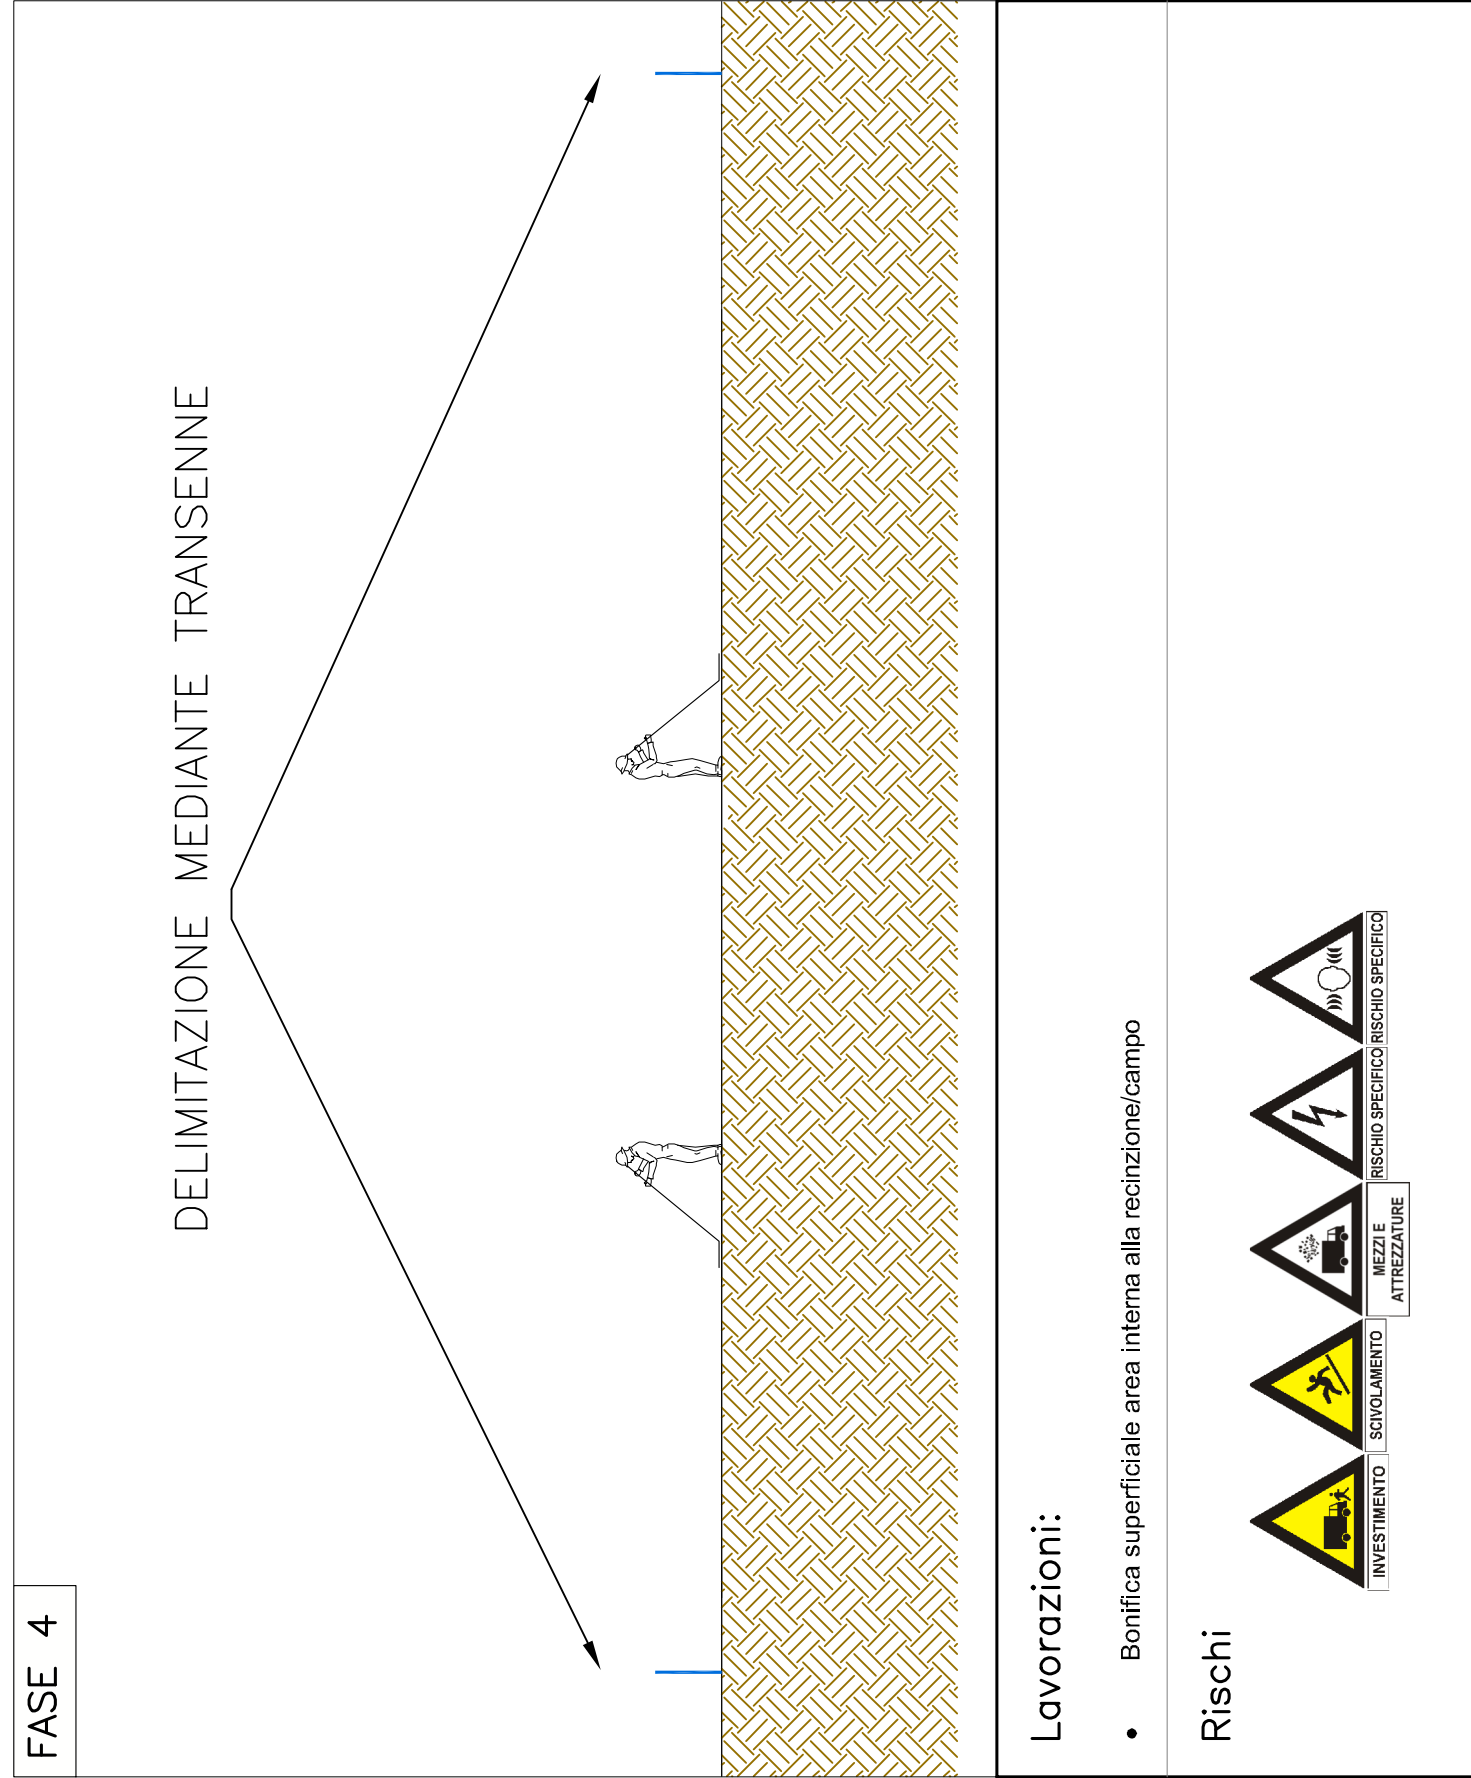 FASE 4
DELIMITAZIONE MEDIANTE TRANSENNE
Lavorazioni:
• Bonifica superficiale area interna alla recinzione/campo
Rischi
INVESTIMENTO
SCIVOLAMENTO
MEZZI E
ATTREZZATURE
RISCHIO SPECIFICO
RISCHIO SPECIFICO